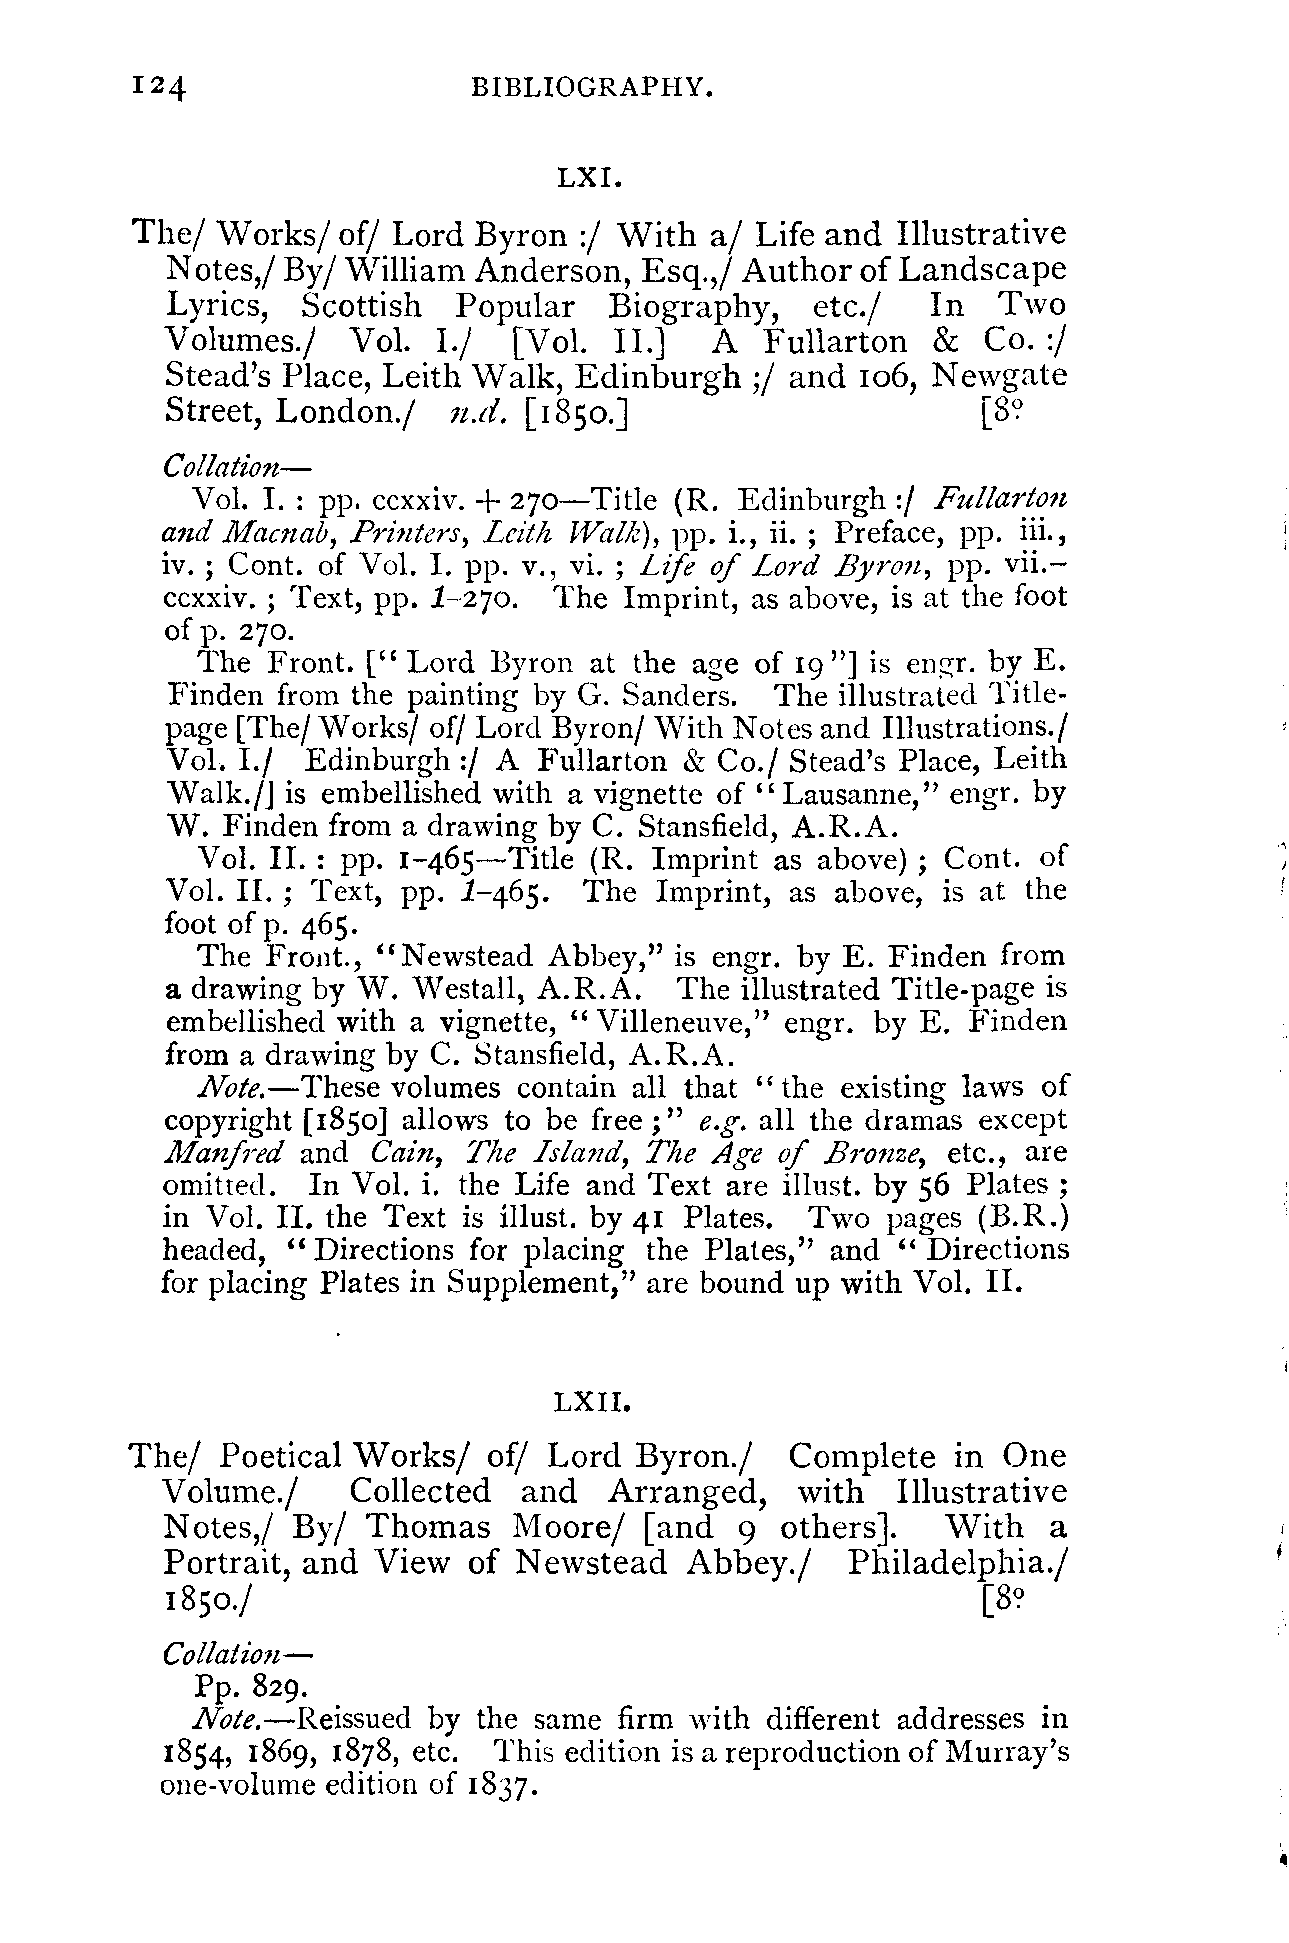 124 BIBLIOGRAPHY.
LXI.
The/ Works/ of/ Lord Byron :/ With a/ Life and Illustrative
Notes,/ By/ William Anderson, Esq.,/ Author of Landscape
Lyrics, Scottish Popular Biography, etc./ In Two
Volumes./ Vol. I./ [Vol. II.] A Fullarton & Co. :/
Stead's Place, Leith Walk, Edinburgh ;/ and 106, Newgate
Street, London./ n.d. [1850.] [8º
Collation—
Vol. I. : pp. ccxxiv. + 270—Title (R. Edinburgh :/ Fullarton
and Macnab, Printers, Leith Walk), pp. i., ii. ; Preface, pp. iii.,
iv. ; Cont. of Vol. I. pp. v., vi. ; Life of Lord Byron, pp. vii.–
ccxxiv. ; Text, pp. 1–270. The Imprint, as above, is at the foot
of p. 270.
The Front. [“Lord Byron at the age of 19”] is engr. by E.
Finden from the painting by G. Sanders. The illustrated Title-
page [The/ Works/ of/ Lord Byron/ With Notes and Illustrations./
Vol. I./ Edinburgh :/ A Fullarton & Co./ Stead's Place, Leith
Walk./] is embellished with a vignette of “Lausanne,” engr. by
W. Finden from a drawing by C. Stansfield, A.R.A.
Vol. II. : pp. 1–465—Title (R. Imprint as above) ; Cont. of
Vol. II. ; Text, pp. 1–465. The Imprint, as above, is at the
foot of p. 465.
The Front., “Newstead Abbey,” is engr. by E. Finden from
a drawing by W. Westall, A.R.A. The illustrated Title-page is
embellished with a vignette, “Villeneuve,” engr. by E. Finden
from a drawing by C. Stansfield, A.R.A.
Note.—These volumes contain all that “the existing laws of
copyright [1850] allows to be free ;” e.g. all the dramas except
Manfred and Cain, The Island, The Age of Bronze, etc., are
omitted. In Vol. i. the Life and Text are illust. by 56 Plates ;
in Vol. II. the Text is illust. by 41 Plates. Two pages (B.R.)
headed, “Directions for placing the Plates,” and “Directions
for placing Plates in Supplement,” are bound up with Vol. II.
LXII.
The/ Poetical Works/ of/ Lord Byron./ Complete in One
Volume./ Collected and Arranged, with Illustrative
Notes,/ By/ Thomas Moore/ [and 9 others]. With a
Portrait, and View of Newstead Abbey./ Philadelphia./
1850./ [8º
Collation—
Pp. 829.
Note.—Reissued by the same firm with different addresses in
1854, 1869, 1878, etc. This edition is a reproduction of Murray's
one-volume edition of 1837.